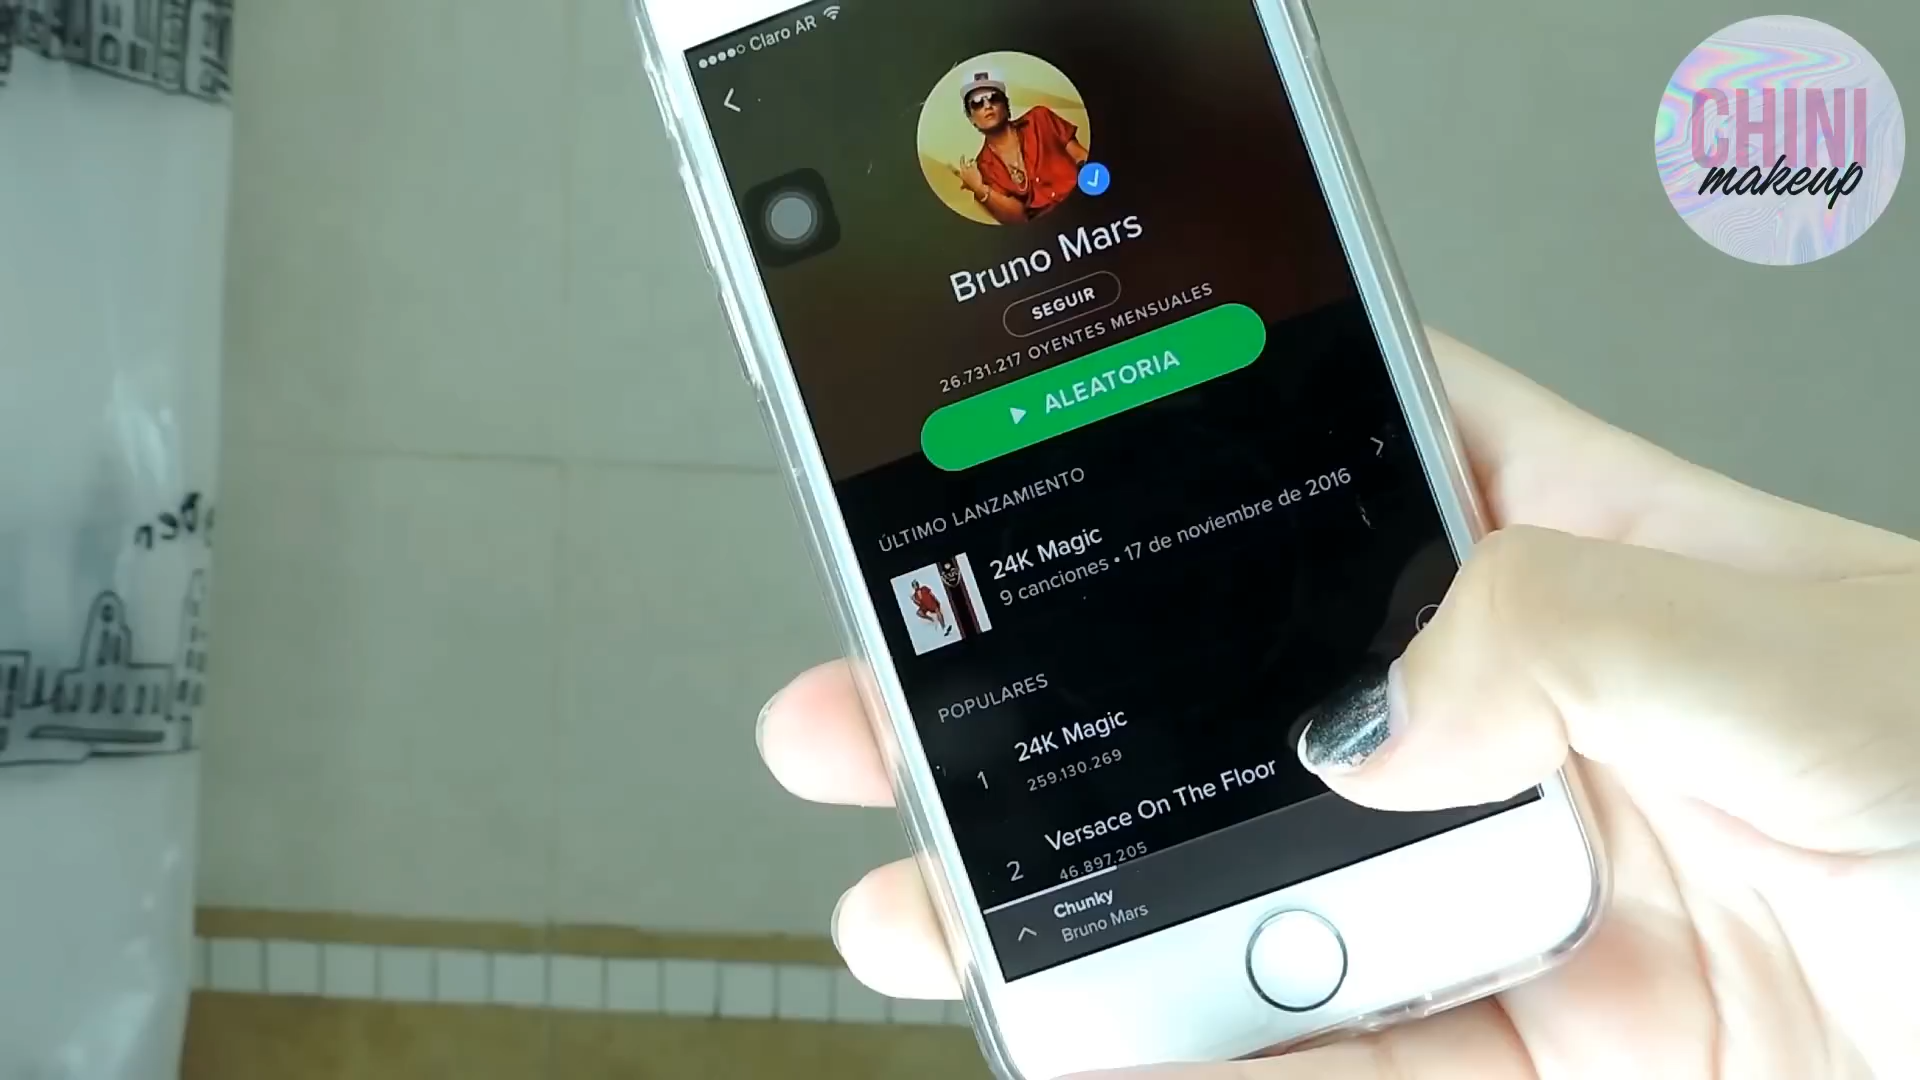 Claro AR
CHINI
makeup
Bruno Mars
SEGUIR
26.731.217 OYENTES MENSUALES
ALEATORIA
ÚLTIMO LANZAMIENTO
24K Magic
9 canciones • 17 de noviembre de 2016
POPULARES
1 24K Magic
259.130.269
2 Versace On The Floor
46.897.205
Chunky
Bruno Mars